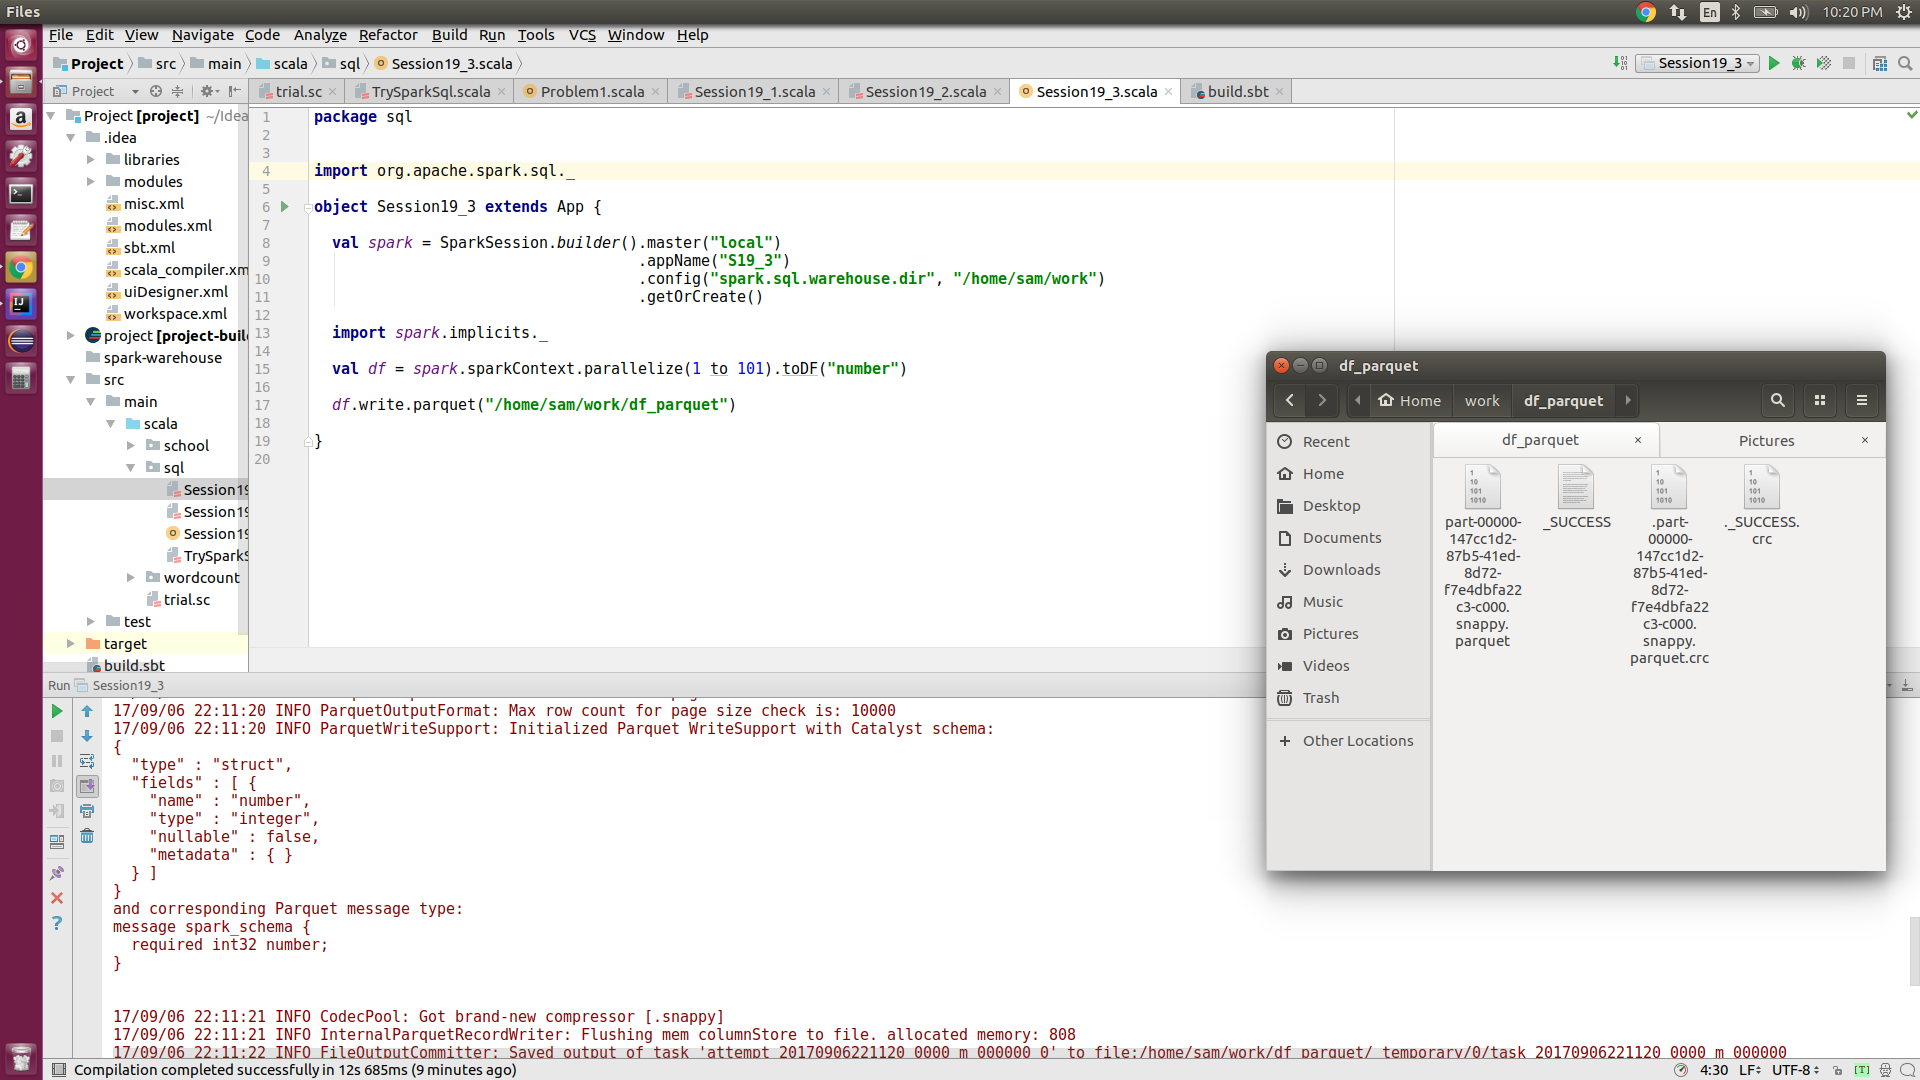 Files
En
10:20 PM
File Edit View Navigate Code Analyze Refactor Build Run Tools VCS Window Help
Project src main scala sql Session19_3.scala
Session19_3
Project
trial.sc TrySparkSql.scala Problem1.scala Session19_1.scala Session19_2.scala Session19_3.scala build.sbt
Project [project] ~/Idea
.idea
libraries
modules
misc.xml
modules.xml
sbt.xml
scala_compiler.xm
uiDesigner.xml
workspace.xml
project [project-buil
spark-warehouse
src
main
scala
school
sql
Session19
Session19
Session19
TrySparkS
wordcount
trial.sc
test
target
build.sbt
1 package sql
2
3
4 import org.apache.spark.sql._
5
6 object Session19_3 extends App {
7
8 val spark = SparkSession.builder().master("local")
9 .appName("S19_3")
10 .config("spark.sql.warehouse.dir", "/home/sam/work")
11 .getOrCreate()
12
13 import spark.implicits._
14
15 val df = spark.sparkContext.parallelize(1 to 101).toDF("number")
16
17 df.write.parquet("/home/sam/work/df_parquet")
18
19 }
20
df_parquet
Home work df_parquet
Recent
Home
Desktop
Documents
Downloads
Music
Pictures
Videos
Trash
Other Locations
df_parquet Pictures
part-00000-
147cc1d2-
87b5-41ed-
8d72-
f7e4dbfa22
c3-c000.
snappy.
parquet
_SUCCESS
.part-
00000-
147cc1d2-
87b5-41ed-
8d72-
f7e4dbfa22
c3-c000.
snappy.
parquet.crc
._SUCCESS.
crc
Run Session19_3
17/09/06 22:11:20 INFO ParquetOutputFormat: Max row count for page size check is: 10000
17/09/06 22:11:20 INFO ParquetWriteSupport: Initialized Parquet WriteSupport with Catalyst schema:
{
"type" : "struct",
"fields" : [ {
"name" : "number",
"type" : "integer",
"nullable" : false,
"metadata" : { }
} ]
}
and corresponding Parquet message type:
message spark_schema {
required int32 number;
}
17/09/06 22:11:21 INFO CodecPool: Got brand-new compressor [.snappy]
17/09/06 22:11:21 INFO InternalParquetRecordWriter: Flushing mem columnStore to file. allocated memory: 808
17/09/06 22:11:22 INFO FileOutputCommitter: Saved output of task 'attempt_20170906221120_0000_m_000000_0' to file:/home/sam/work/df_parquet/_temporary/0/task_20170906221120_0000_m_000000
Compilation completed successfully in 12s 685ms (9 minutes ago)
4:30 LF UTF-8 [T]